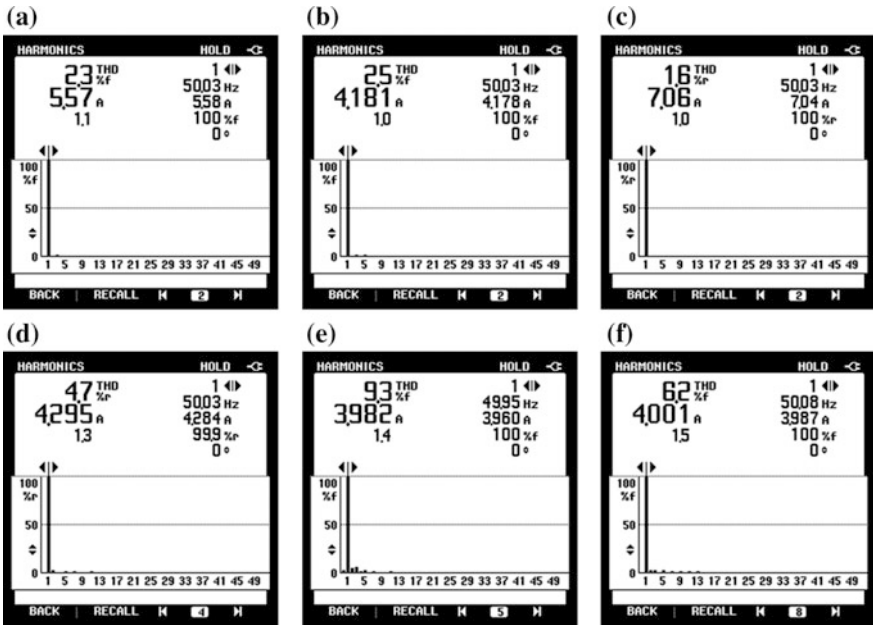 (a) (b) (c)
HARMONICS HOLD
2,3 THD %f 1
50,03 Hz
5,57 A 5,58 A
1,1 100 %f
0 °
100
%f
50
0
1 5 9 13 17 21 25 29 33 37 41 45 49
BACK | RECALL 2
HARMONICS HOLD
2,5 THD %f 1
50,03 Hz
4,181 A 4,178 A
1,0 100 %f
0 °
100
%f
50
0
1 5 9 13 17 21 25 29 33 37 41 45 49
BACK | RECALL 2
HARMONICS HOLD
1,6 THD %r 1
50,03 Hz
7,06 A 7,04 A
1,0 100 %r
0 °
100
%r
50
0
1 5 9 13 17 21 25 29 33 37 41 45 49
BACK | RECALL 2
(d) (e) (f)
HARMONICS HOLD
4,7 THD %r 1
50,03 Hz
4,295 A 4,284 A
1,3 99,9 %r
0 °
100
%r
50
0
1 5 9 13 17 21 25 29 33 37 41 45 49
BACK | RECALL 4
HARMONICS HOLD
9,3 THD %f 1
49,95 Hz
3,982 A 3,960 A
1,4 100 %f
0 °
100
%f
50
0
1 5 9 13 17 21 25 29 33 37 41 45 49
BACK | RECALL 5
HARMONICS HOLD
6,2 THD %f 1
50,08 Hz
4,001 A 3,987 A
1,5 100 %f
0 °
100
%f
50
0
1 5 9 13 17 21 25 29 33 37 41 45 49
BACK | RECALL 8